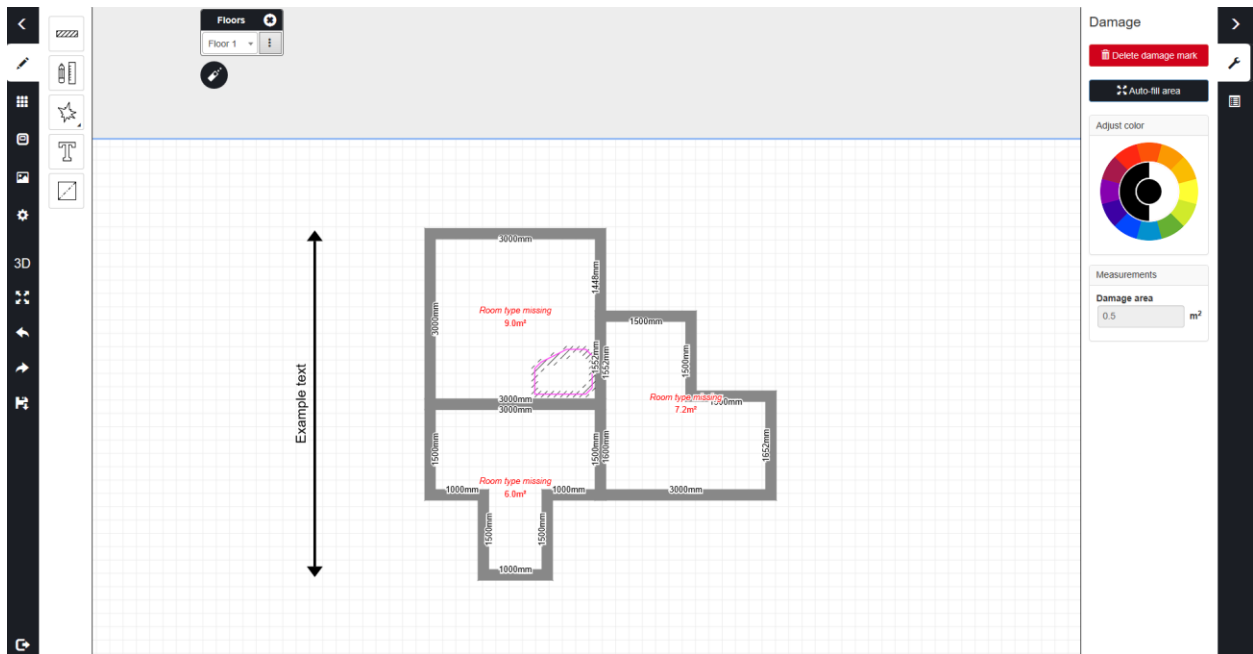 Floors
Floor 1
3D
Example text
3000mm
1448mm
3000mm
Room type missing
9.0m²
1552mm
1552mm
3000mm
3000mm
1500mm
1500mm
1600mm
1000mm
1000mm
Room type missing
6.0m²
1500mm
1500mm
1000mm
1500mm
1500mm
1500mm
Room type missing
7.2m²
1652mm
3000mm
Damage
Delete damage mark
Auto-fill area
Adjust color
Measurements
Damage area
0.5
m²